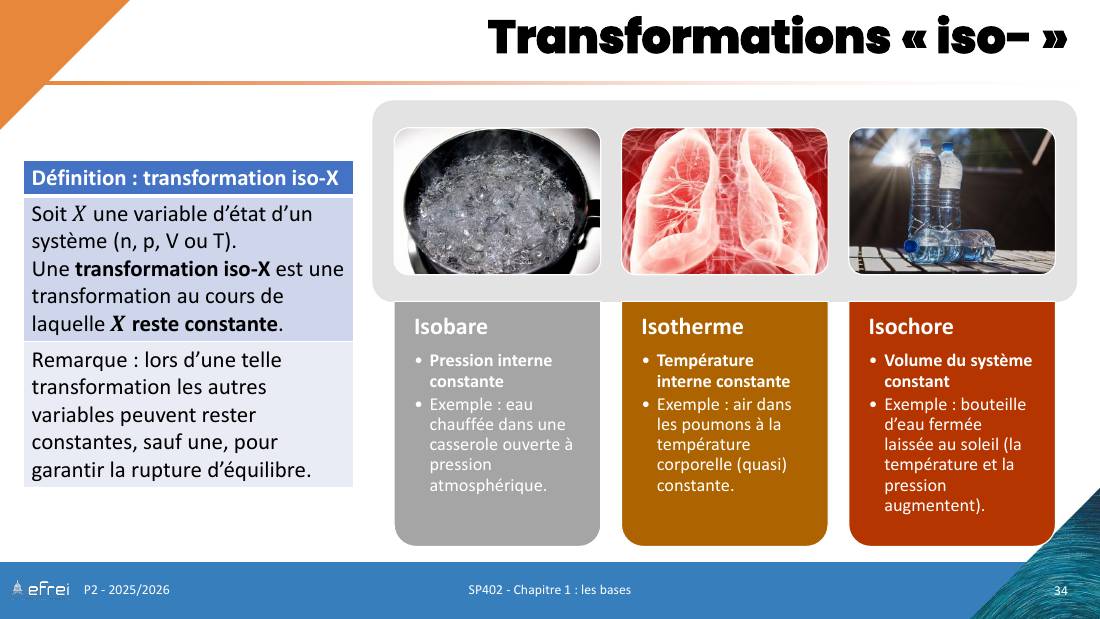 Transformations « iso- »
Définition : transformation iso-X
Soit X une variable d’état d’un
système (n, p, V ou T).
Une transformation iso-X est une
transformation au cours de
laquelle X reste constante.
Remarque : lors d’une telle
transformation les autres
variables peuvent rester
constantes, sauf une, pour
garantir la rupture d’équilibre.
Isobare
• Pression interne
constante
• Exemple : eau
chauffée dans une
casserole ouverte à
pression
atmosphérique.
Isotherme
• Température
interne constante
• Exemple : air dans
les poumons à la
température
corporelle (quasi)
constante.
Isochore
• Volume du système
constant
• Exemple : bouteille
d’eau fermée
laissée au soleil (la
température et la
pression
augmentent).
efrei
P2 - 2025/2026
SP402 - Chapitre 1 : les bases
34